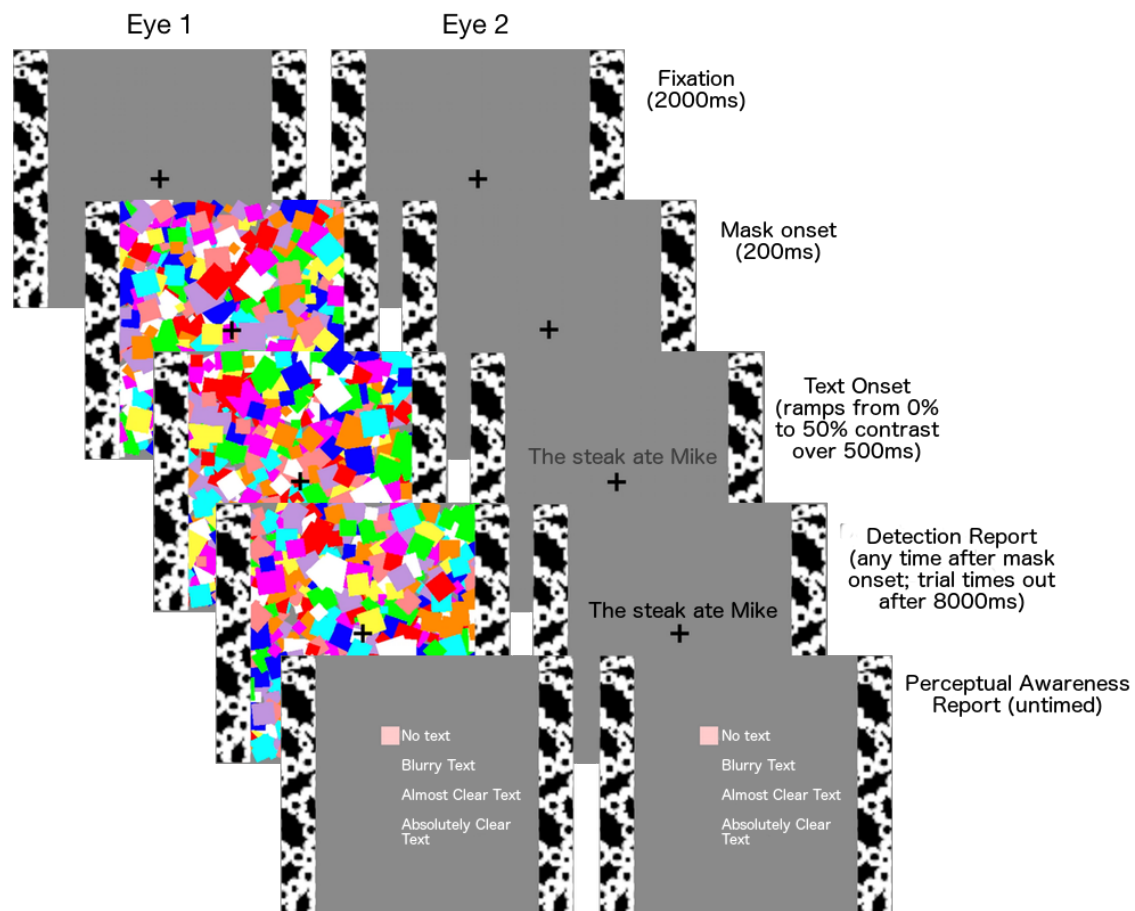 Eye 1
Eye 2
Fixation
(2000ms)
Mask onset
(200ms)
Text Onset
(ramps from 0%
to 50% contrast
over 500ms)
The steak ate Mike
Detection Report
(any time after mask
onset; trial times out
after 8000ms)
The steak ate Mike
Perceptual Awareness
Report (untimed)
No text
Blurry Text
Almost Clear Text
Absolutely Clear
Text
No text
Blurry Text
Almost Clear Text
Absolutely Clear
Text